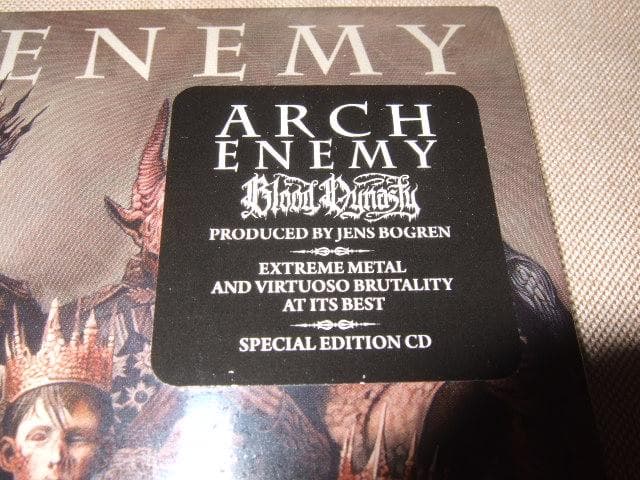 ENEMY
ARCH
ENEMY
Blood Dynasty
PRODUCED BY JENS BOGREN
EXTREME METAL
AND VIRTUOSO BRUTALITY
AT ITS BEST
SPECIAL EDITION CD